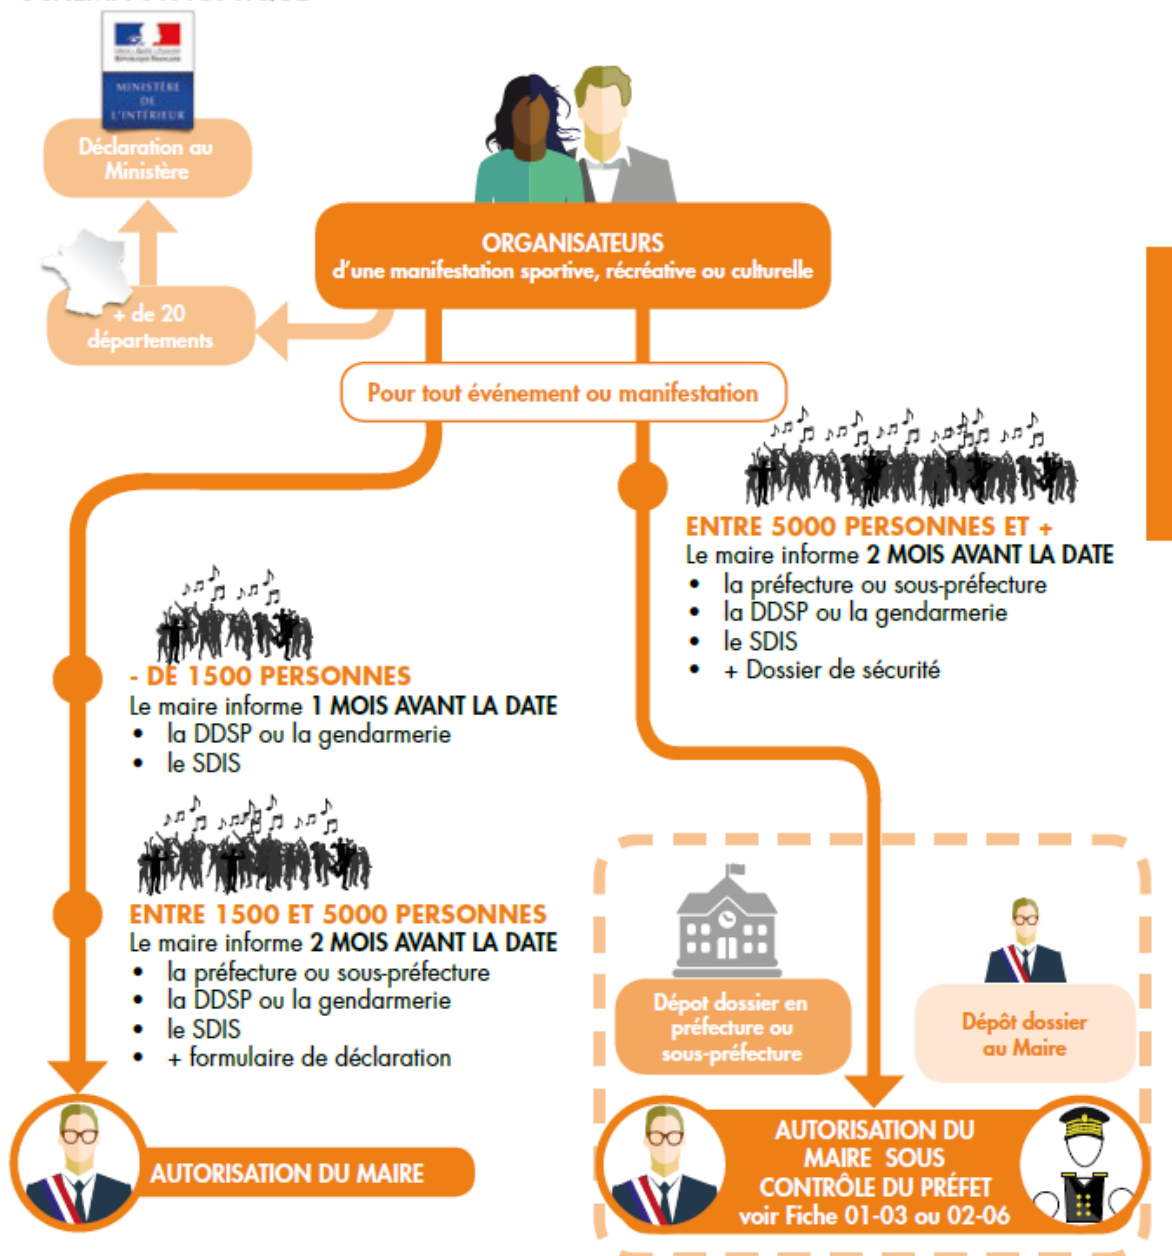 MINISTÈRE
DE
L'INTÉRIEUR
Déclaration au
Ministère
ORGANISATEURS
d'une manifestation sportive, récréative ou culturelle
+ de 20
départements
Pour tout événement ou manifestation
ENTRE 5000 PERSONNES ET +
Le maire informe 2 MOIS AVANT LA DATE
• la préfecture ou sous-préfecture
• la DDSP ou la gendarmerie
• le SDIS
• + Dossier de sécurité
- DE 1500 PERSONNES
Le maire informe 1 MOIS AVANT LA DATE
• la DDSP ou la gendarmerie
• le SDIS
ENTRE 1500 ET 5000 PERSONNES
Le maire informe 2 MOIS AVANT LA DATE
• la préfecture ou sous-préfecture
• la DDSP ou la gendarmerie
• le SDIS
• + formulaire de déclaration
Dépot dossier en
préfecture ou
sous-préfecture
Dépôt dossier
au Maire
AUTORISATION DU MAIRE
AUTORISATION DU
MAIRE SOUS
CONTRÔLE DU PRÉFET
voir Fiche 01-03 ou 02-06